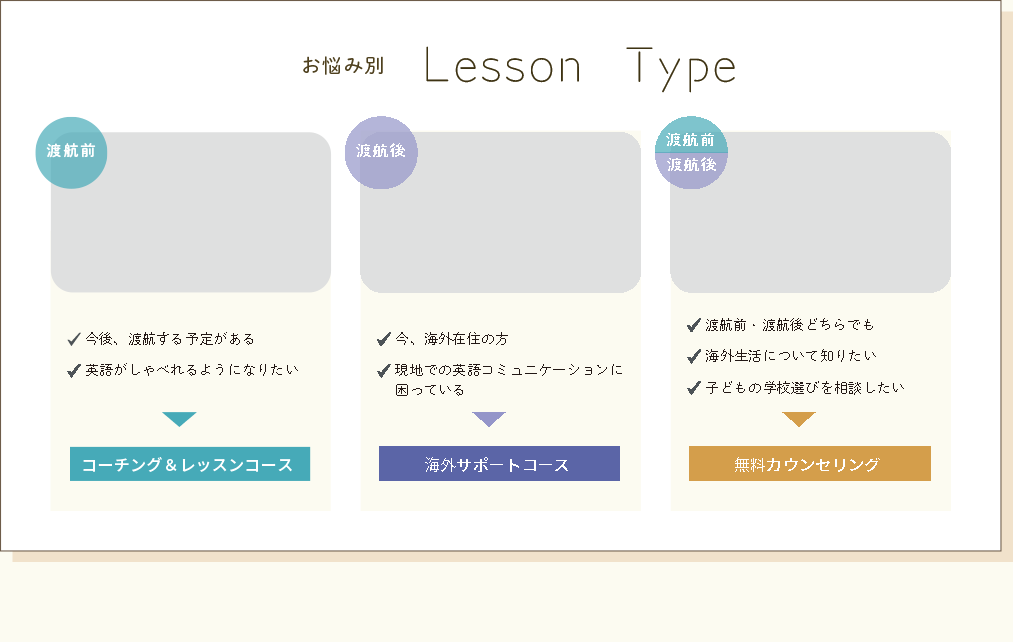 お悩み別 Lesson Type
渡航前
今後、渡航する予定がある
英語がしゃべれるようになりたい
コーチング＆レッスンコース
渡航後
今、海外在住の方
現地での英語コミュニケーションに
困っている
海外サポートコース
渡航前
渡航後
渡航前・渡航後どちらでも
海外生活について知りたい
子どもの学校選びを相談したい
無料カウンセリング